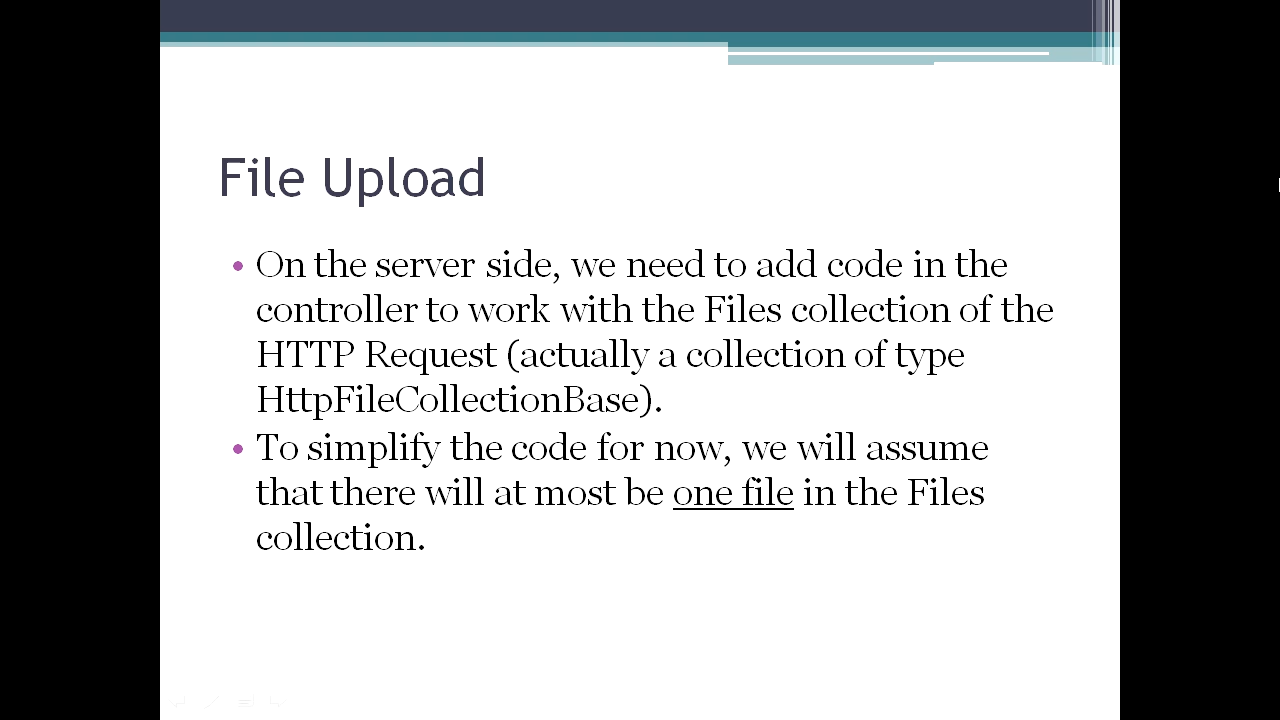 File Upload
• On the server side, we need to add code in the
controller to work with the Files collection of the
HTTP Request (actually a collection of type
HttpFileCollectionBase).
• To simplify the code for now, we will assume
that there will at most be one file in the Files
collection.